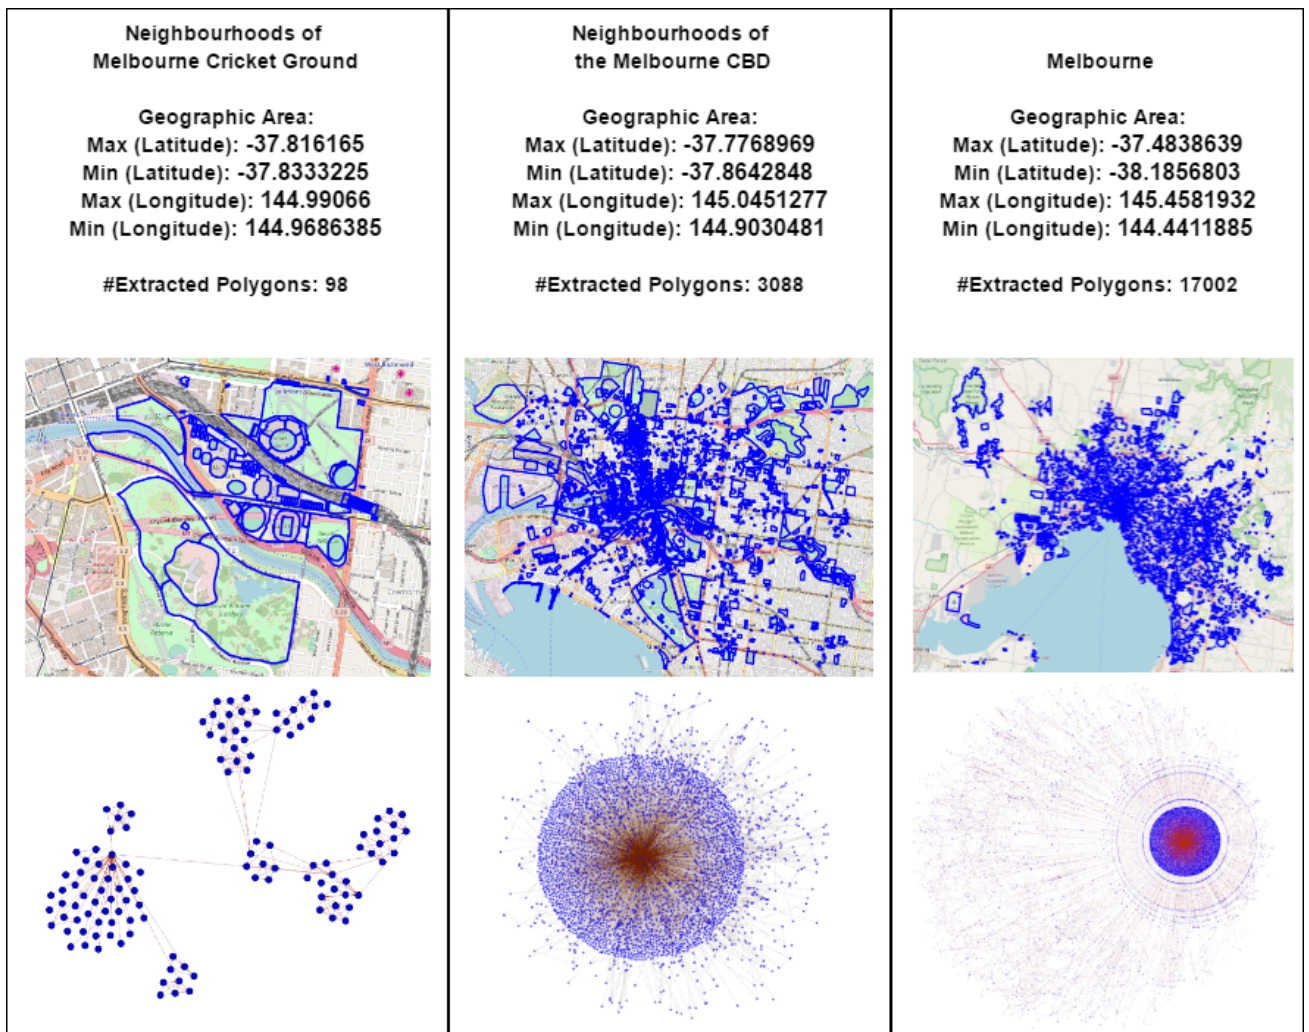 Neighbourhoods of
Melbourne Cricket Ground
Geographic Area:
Max (Latitude): -37.816165
Min (Latitude): -37.8333225
Max (Longitude): 144.99066
Min (Longitude): 144.9686385
#Extracted Polygons: 98
Neighbourhoods of
the Melbourne CBD
Geographic Area:
Max (Latitude): -37.7768969
Min (Latitude): -37.8642848
Max (Longitude): 145.0451277
Min (Longitude): 144.9030481
#Extracted Polygons: 3088
Melbourne
Geographic Area:
Max (Latitude): -37.4838639
Min (Latitude): -38.1856803
Max (Longitude): 145.4581932
Min (Longitude): 144.4411885
#Extracted Polygons: 17002
West Richmond